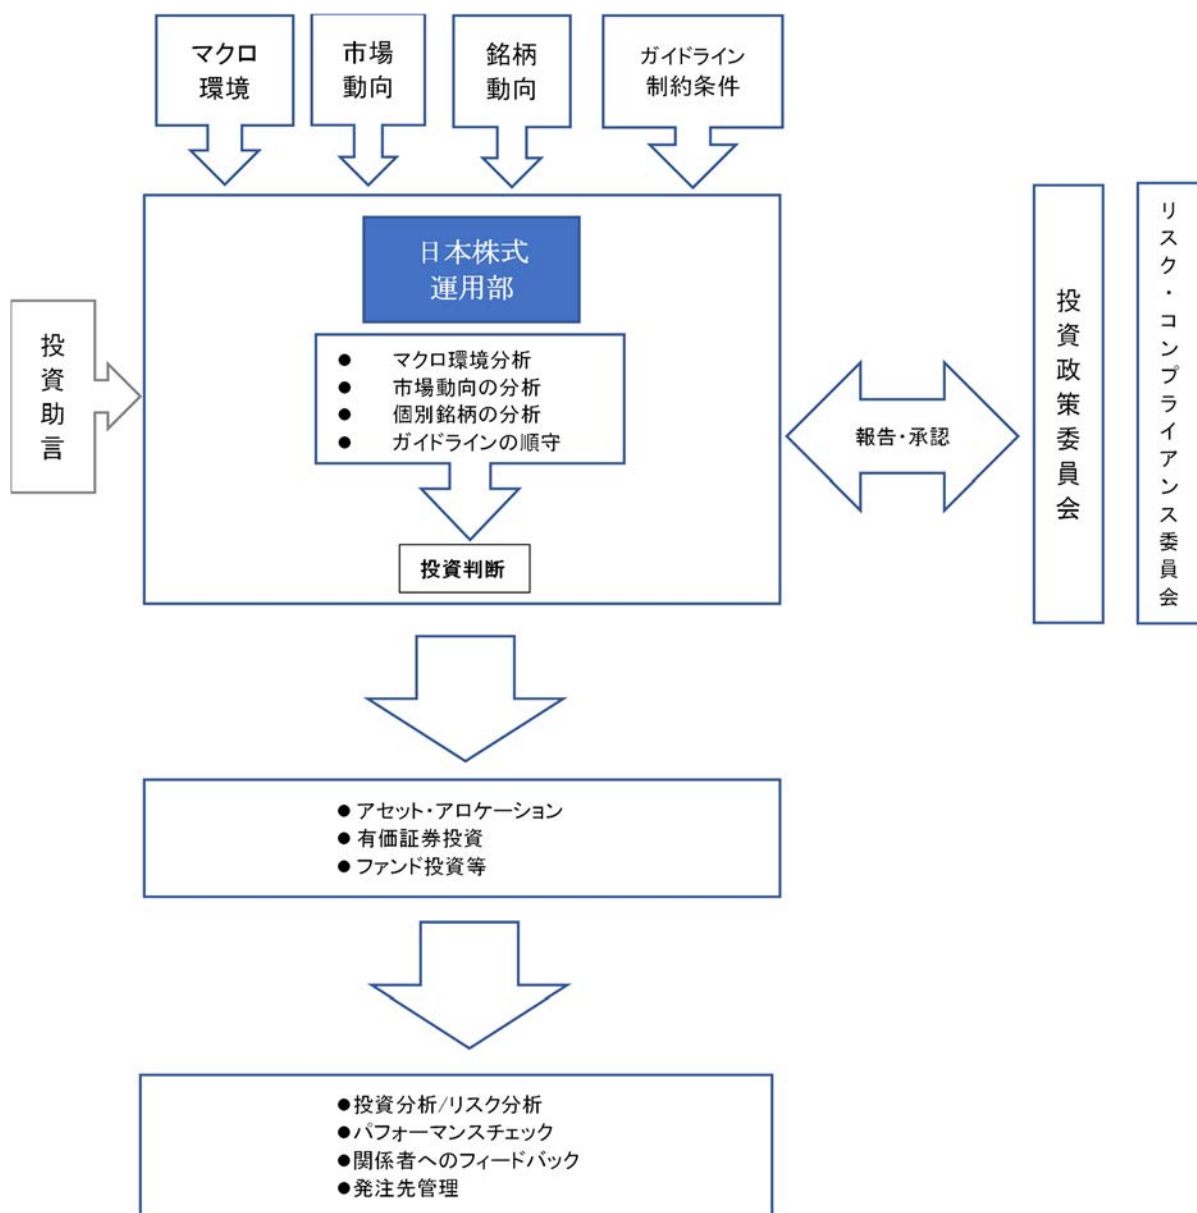 マクロ
環境
市場
動向
銘柄
動向
ガイドライン
制約条件
日本株式
運用部
● マクロ環境分析
● 市場動向の分析
● 個別銘柄の分析
● ガイドラインの順守
投資判断
投資助言
報告・承認
投資政策委員会
リスク・コンプライアンス委員会
●アセット・アロケーション
●有価証券投資
●ファンド投資等
●投資分析/リスク分析
●パフォーマンスチェック
●関係者へのフィードバック
●発注先管理